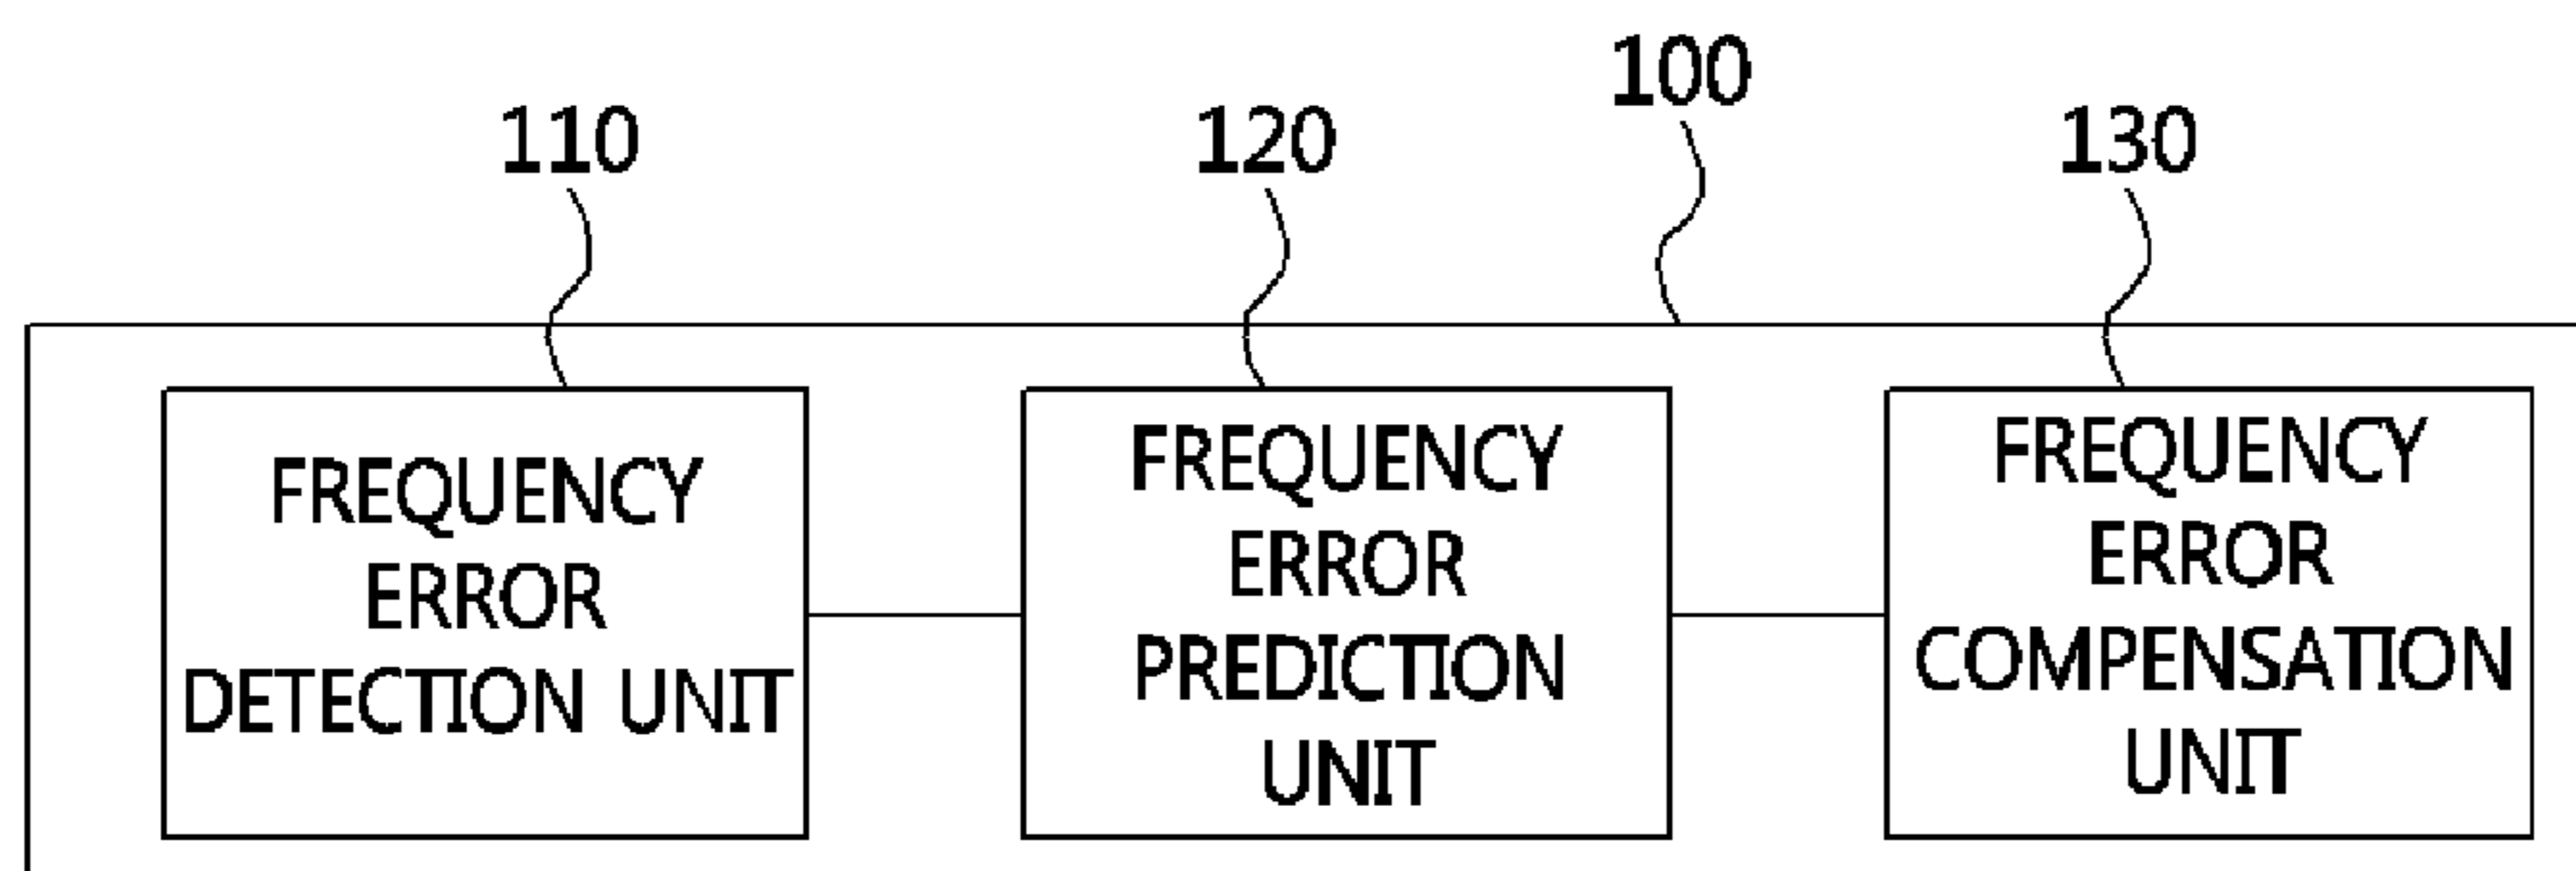 100
110
120
130
FREQUENCY
ERROR
DETECTION UNIT
FREQUENCY
ERROR
PREDICTION
UNIT
FREQUENCY
ERROR
COMPENSATION
UNIT